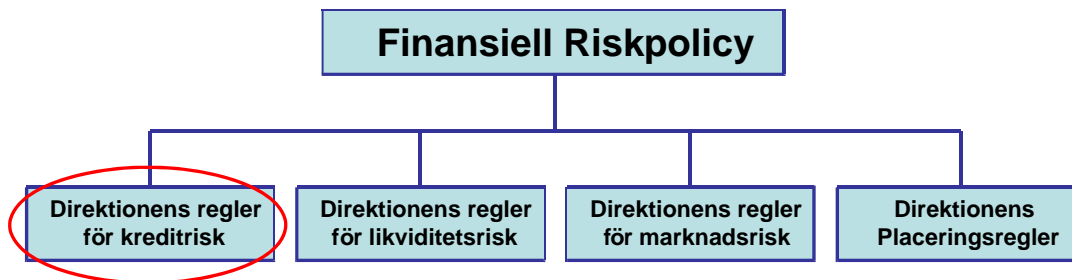 Finansiell Riskpolicy
Direktionens regler
för kreditrisk
Direktionens regler
för likviditetsrisk
Direktionens regler
för marknadsrisk
Direktionens
Placeringsregler